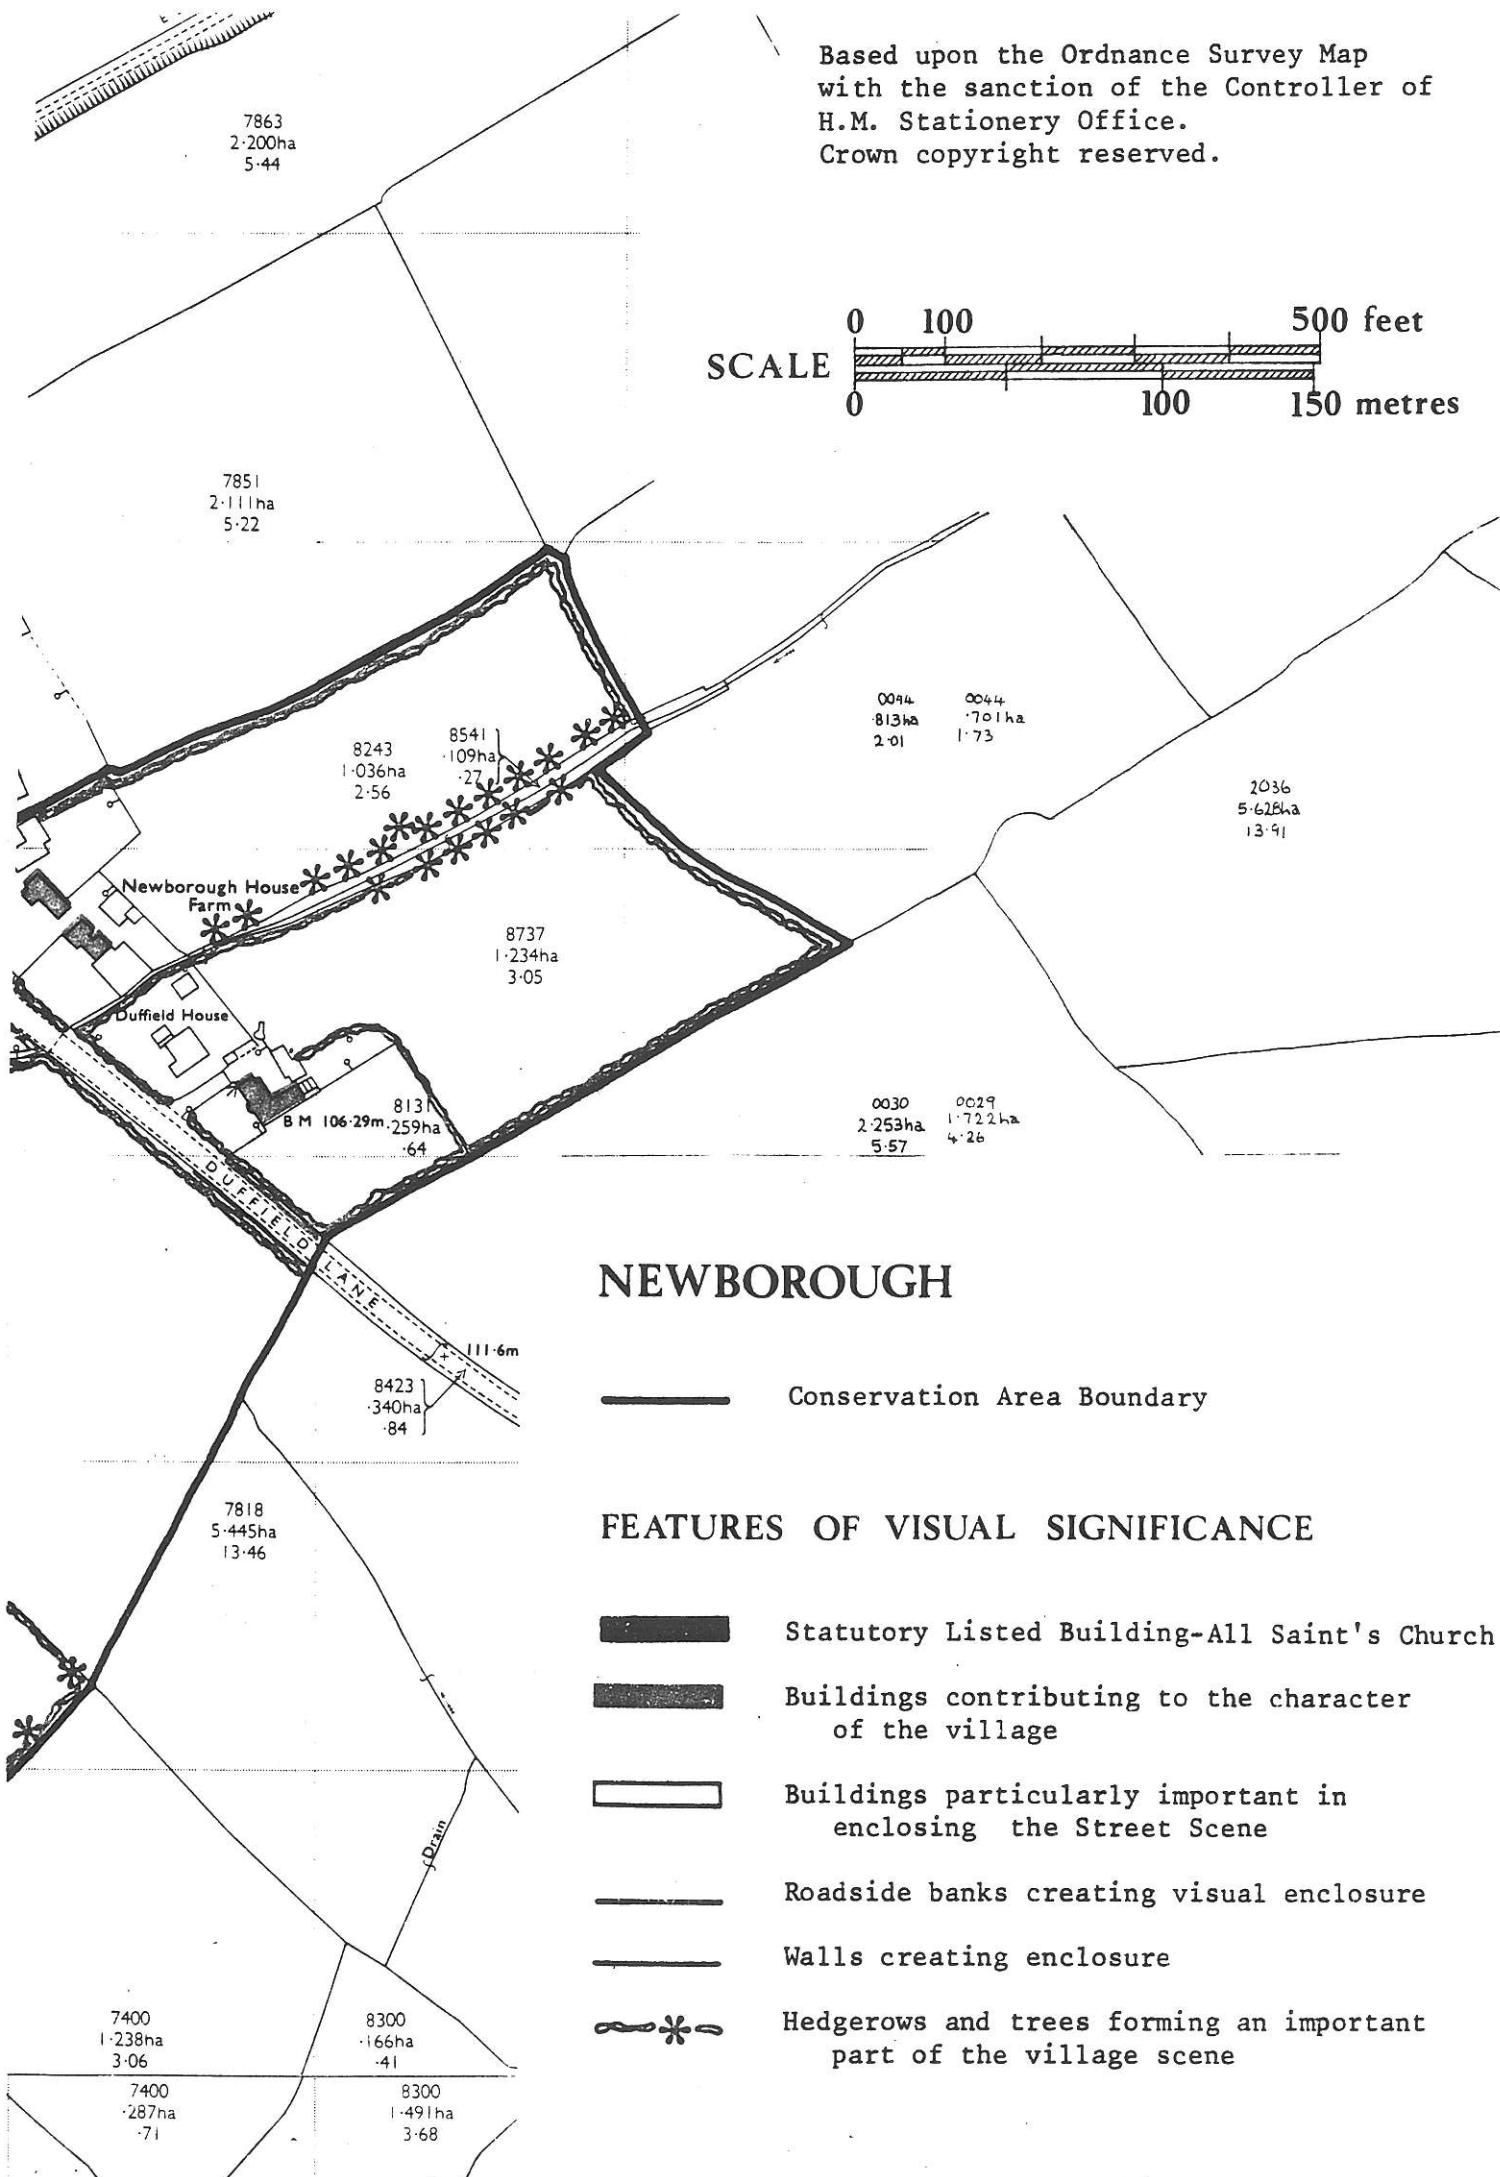 Based upon the Ordnance Survey Map
with the sanction of the Controller of
H.M. Stationery Office.
Crown copyright reserved.
7863
2·200ha
5·44
SCALE
0 100 500 feet
0 100 150 metres
7851
2·111ha
5·22
8243
1·036ha
2·56
8541
·109ha
·27
0044
·813ha
2·01
0044
·701ha
1·73
2036
5·628ha
13·91
Newborough House
Farm
8737
1·234ha
3·05
Duffield House
B M 106·29m
8131
·259ha
·64
0030
2·253ha
5·57
0029
1·722ha
4·26
DUFFIELD LANE
111·6m
8423
·340ha
·84
NEWBOROUGH
Conservation Area Boundary
7818
5·445ha
13·46
FEATURES OF VISUAL SIGNIFICANCE
Statutory Listed Building-All Saint's Church
Buildings contributing to the character
of the village
Buildings particularly important in
enclosing the Street Scene
Roadside banks creating visual enclosure
Walls creating enclosure
Hedgerows and trees forming an important
part of the village scene
Drain
7400
1·238ha
3·06
8300
·166ha
·41
7400
·287ha
·71
8300
1·491ha
3·68